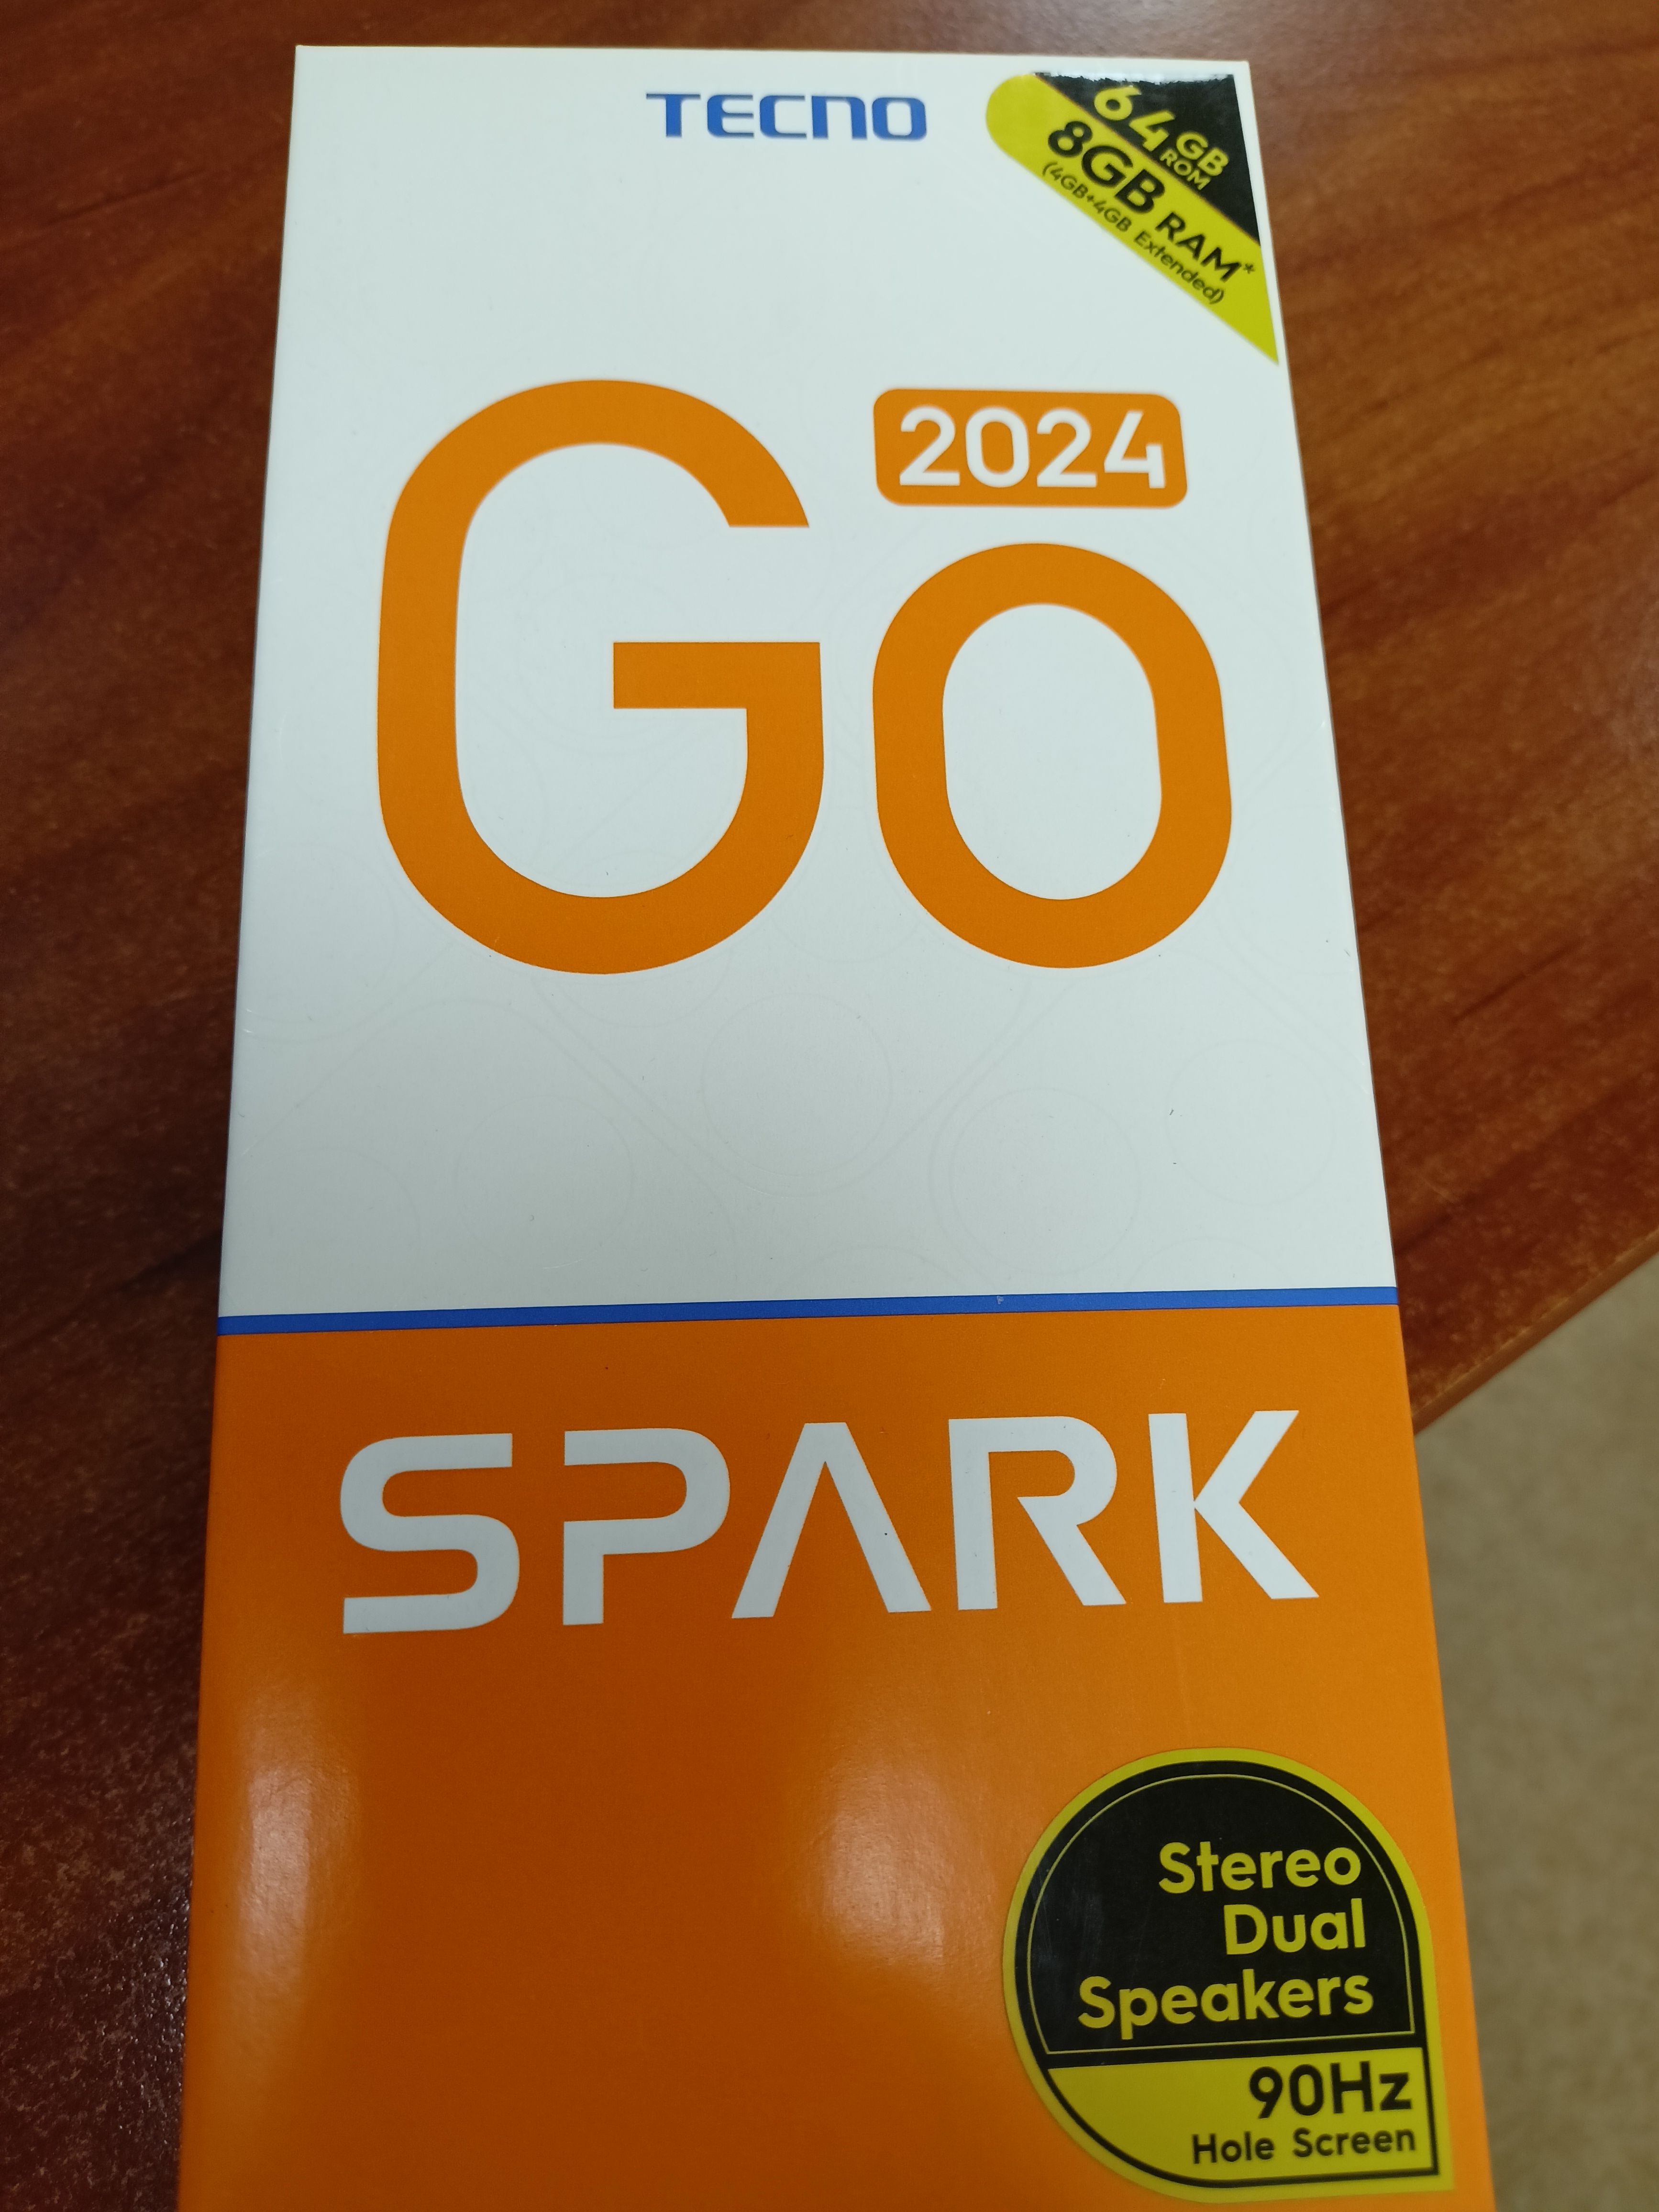 TECNO
64GB ROM
8GB RAM*
(4GB+4GB Extended)
2024
Go
SPARK
Stereo
Dual
Speakers
90Hz
Hole Screen